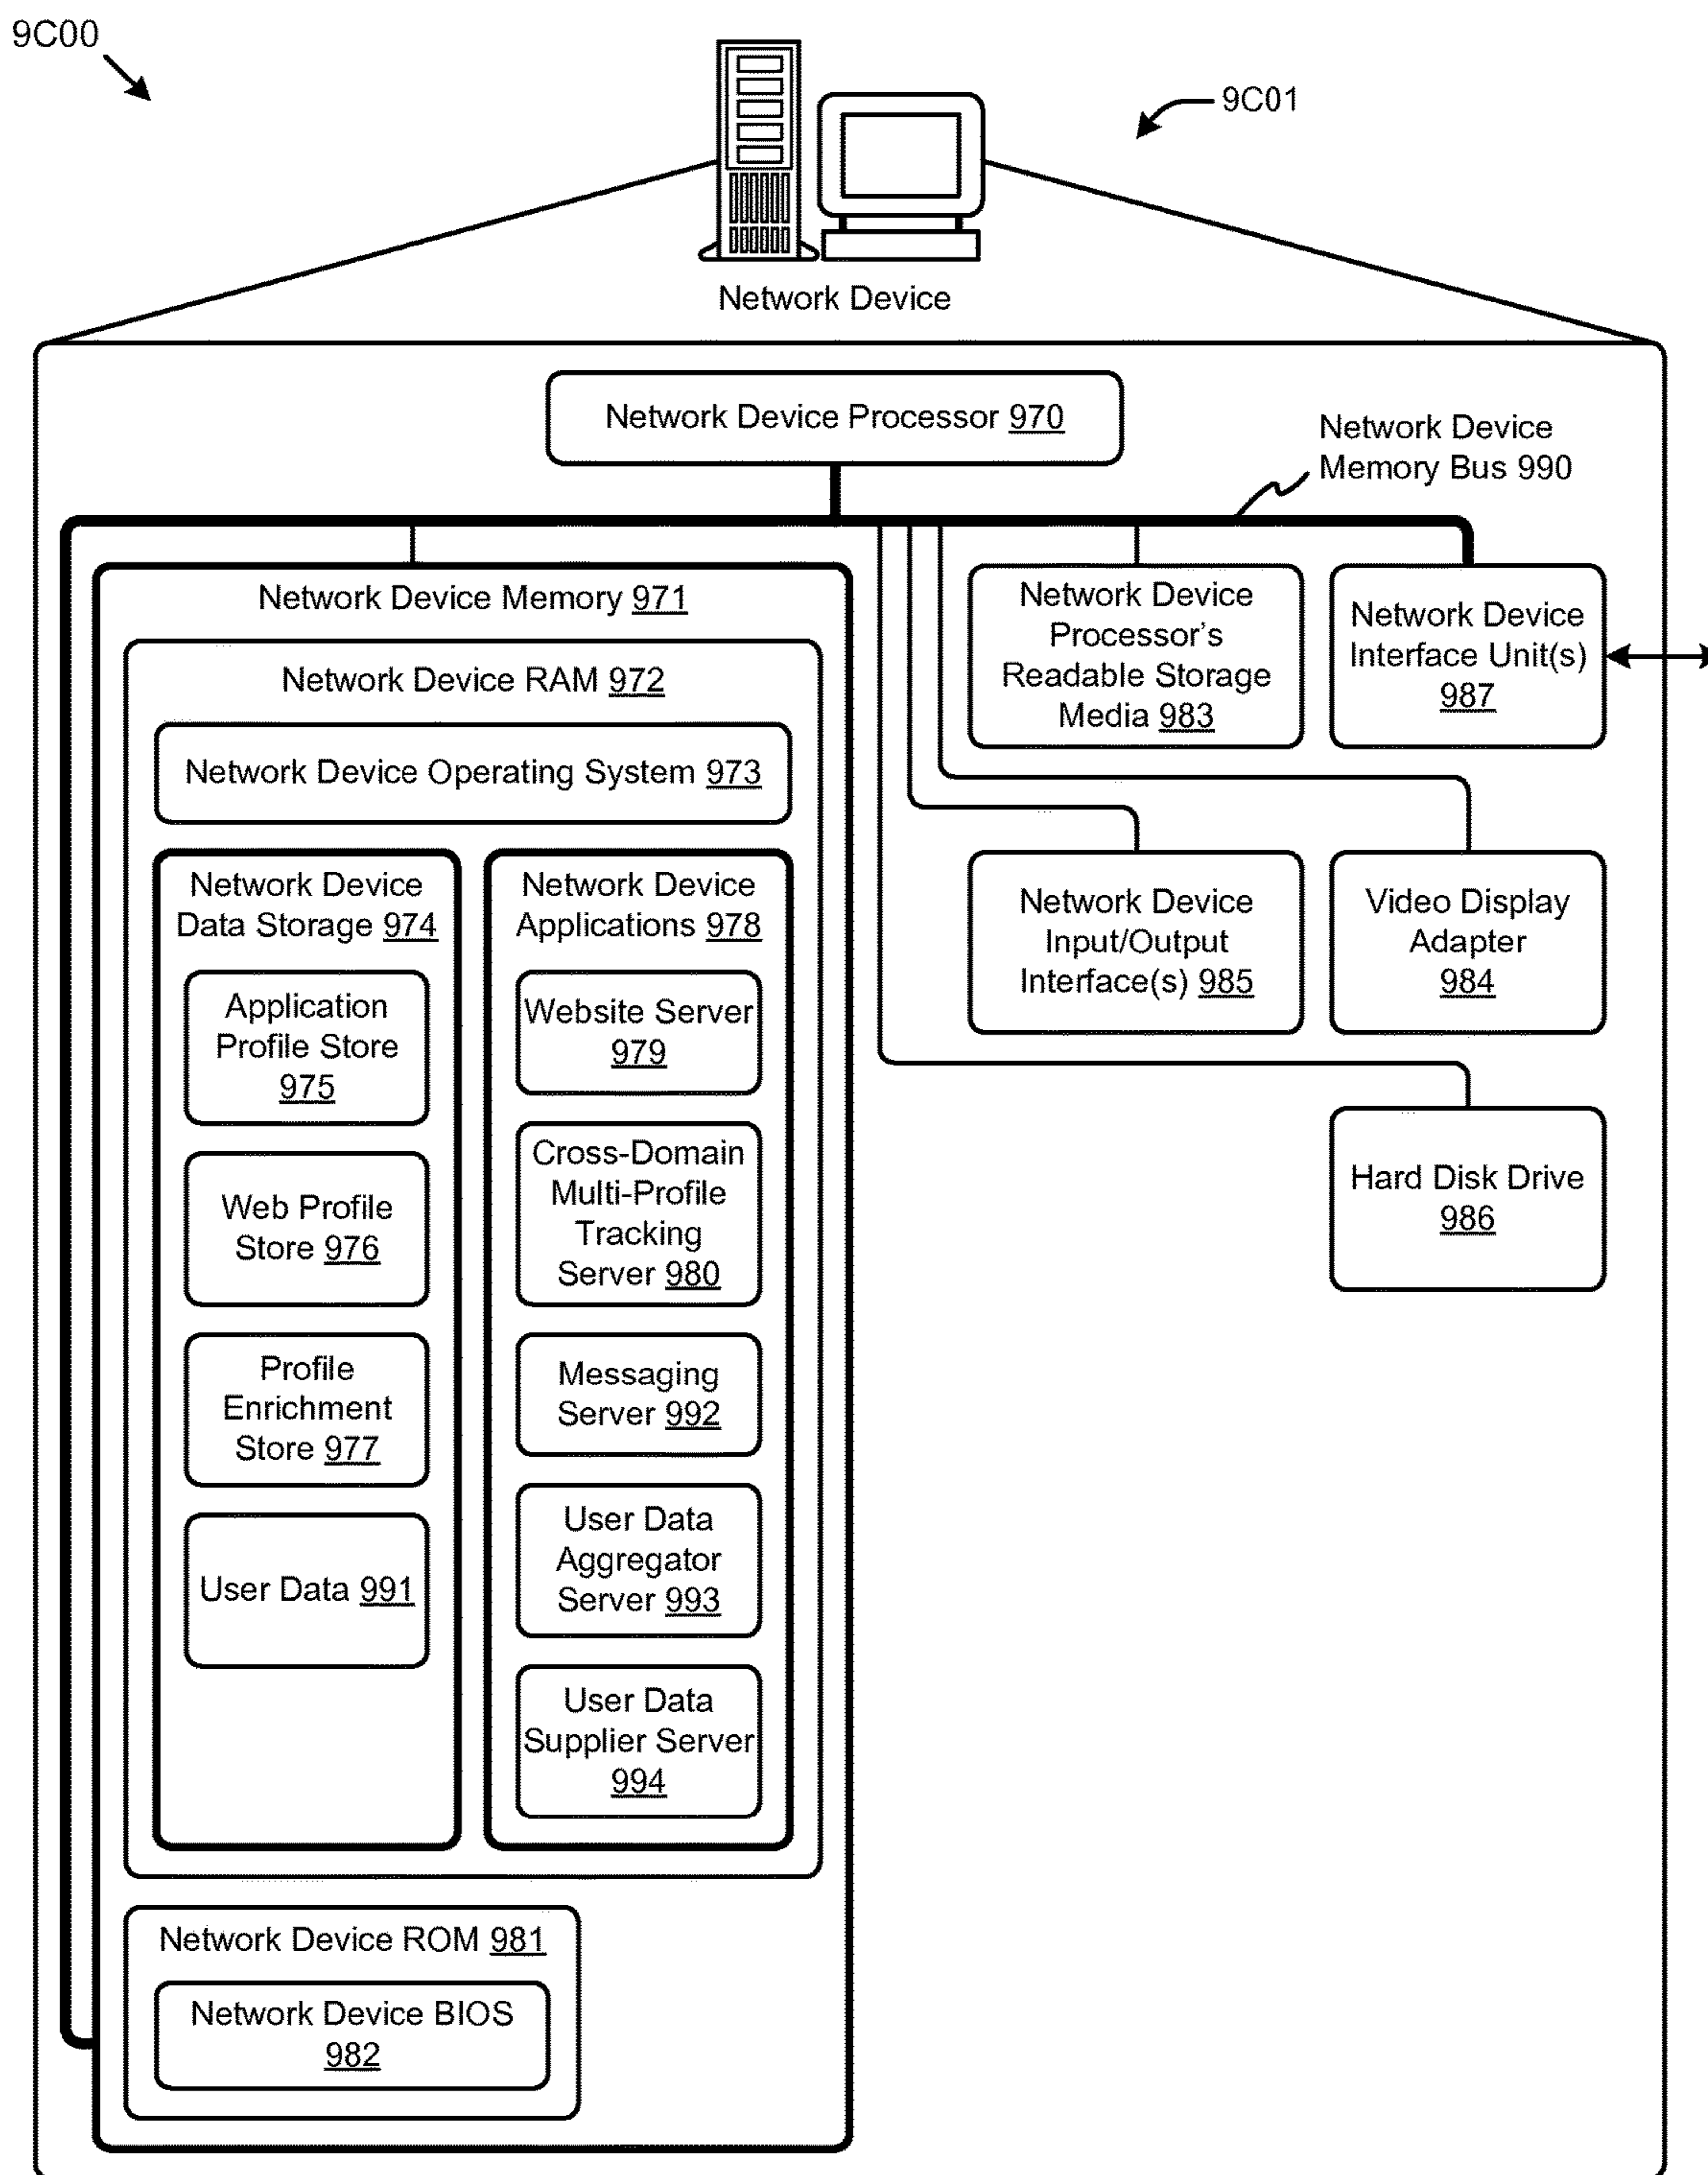 9C00
9C01
Network Device
Network Device Processor 970
Network Device
Memory Bus 990
Network Device Memory 971
Network Device RAM 972
Network Device Operating System 973
Network Device
Data Storage 974
Application
Profile Store
975
Web Profile
Store 976
Profile
Enrichment
Store 977
User Data 991
Network Device
Applications 978
Website Server
979
Cross-Domain
Multi-Profile
Tracking
Server 980
Messaging
Server 992
User Data
Aggregator
Server 993
User Data
Supplier Server
994
Network Device ROM 981
Network Device BIOS
982
Network Device
Processor's
Readable Storage
Media 983
Network Device
Interface Unit(s)
987
Network Device
Input/Output
Interface(s) 985
Video Display
Adapter
984
Hard Disk Drive
986